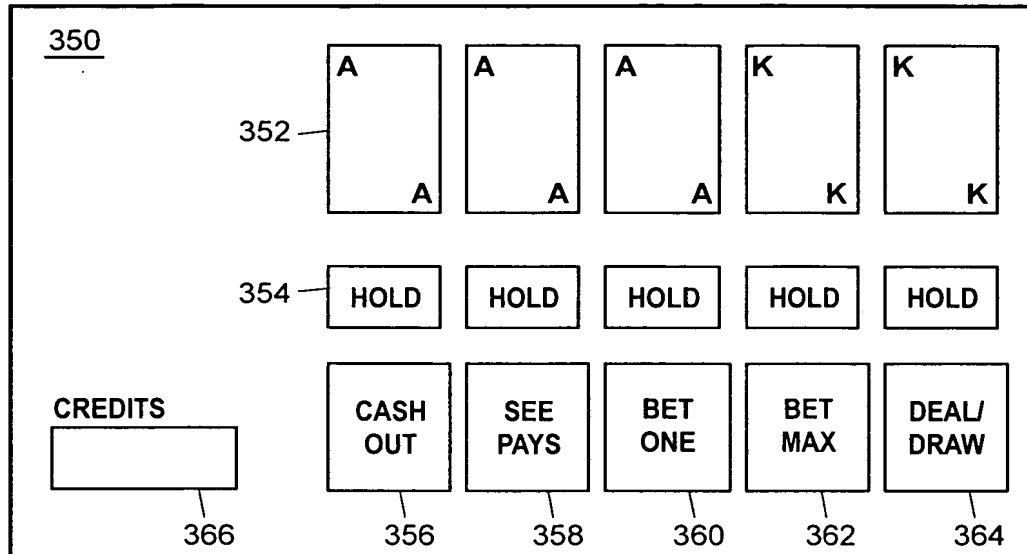 350
A A A K K
352
A A A K K
354
HOLD HOLD HOLD HOLD HOLD
CREDITS
CASH OUT
SEE PAYS
BET ONE
BET MAX
DEAL/ DRAW
366 356 358 360 362 364